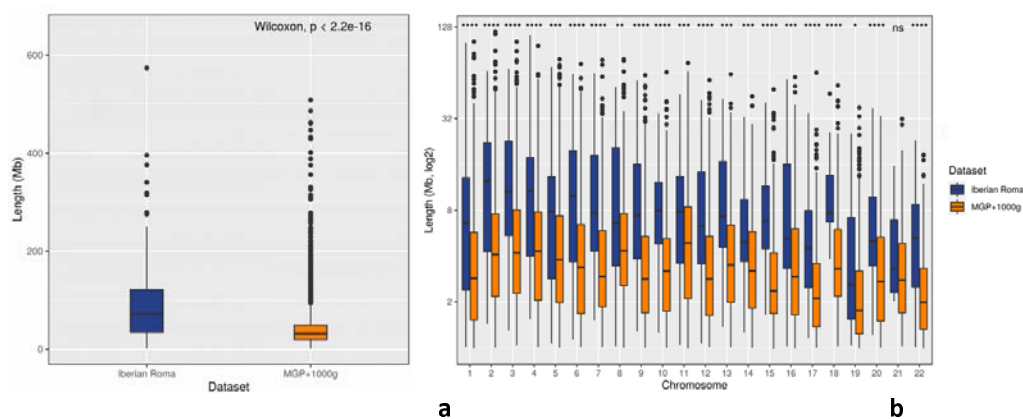 Wilcoxon, p < 2.2e-16
600
400
200
0
Length (Mb)
Iberian Roma
MGP+1000g
Dataset
a
**** **** **** **** **** **** **** ** **** **** **** **** **** **** **** **** **** **** * **** ns ****
128
32
8
2
Length (Mb, log2)
1 2 3 4 5 6 7 8 9 10 11 12 13 14 15 16 17 18 19 20 21 22
Chromosome
Dataset
Iberian Roma
MGP+1000g
b